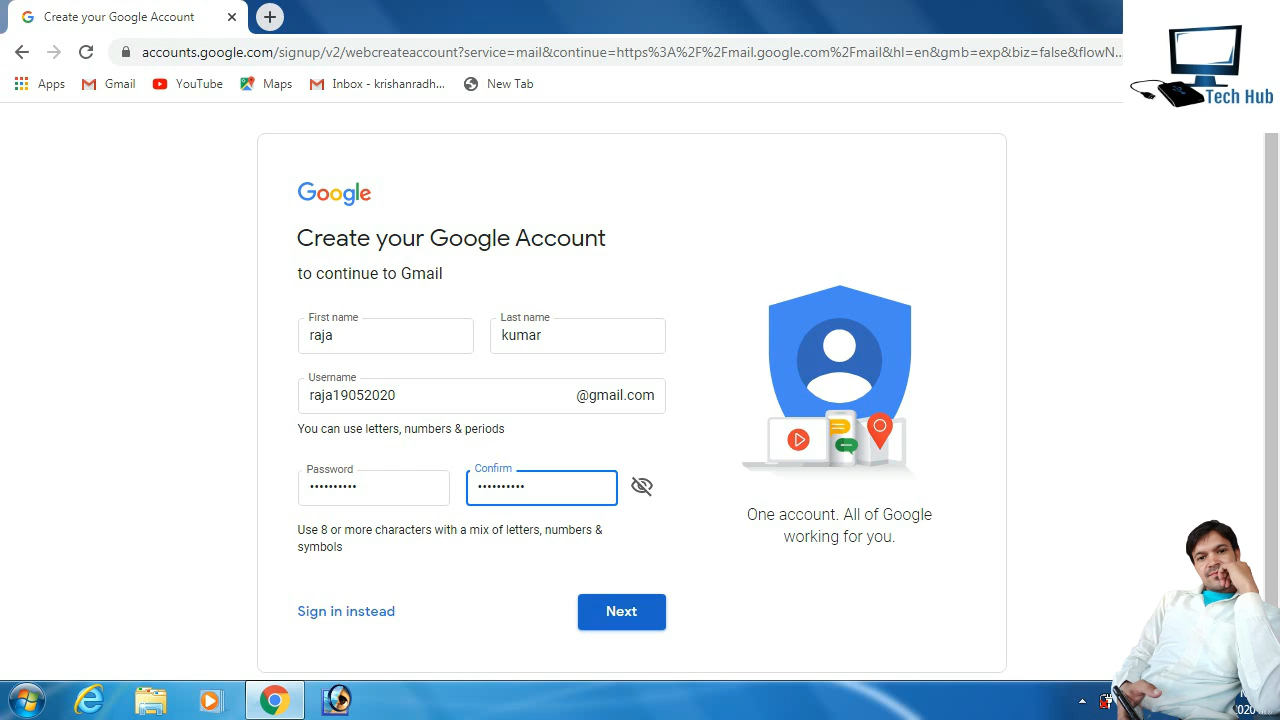 Create your Google Account
accounts.google.com/signup/v2/webcreateaccount?service=mail&continue=https%3A%2F%2Fmail.google.com%2Fmail&hl=en&gmb=exp&biz=false&flowN...
Apps
Gmail
YouTube
Maps
Inbox - krishanradh...
New Tab
Tech Hub
Google
Create your Google Account
to continue to Gmail
First name
Last name
raja
kumar
Username
raja19052020
@gmail.com
You can use letters, numbers & periods
Password
Confirm
••••••••••
••••••••••
Use 8 or more characters with a mix of letters, numbers &
symbols
Sign in instead
Next
One account. All of Google
working for you.